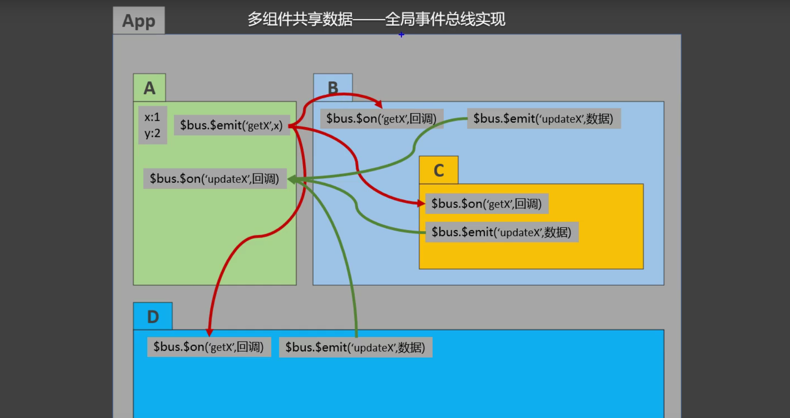 App
多组件共享数据——全局事件总线实现
A
B
x:1
y:2
$bus.$emit('getX',x)
$bus.$on('getX',回调)
$bus.$emit('updateX',数据)
$bus.$on('updateX',回调)
C
$bus.$on('getX',回调)
$bus.$emit('updateX',数据)
D
$bus.$on('getX',回调)
$bus.$emit('updateX',数据)